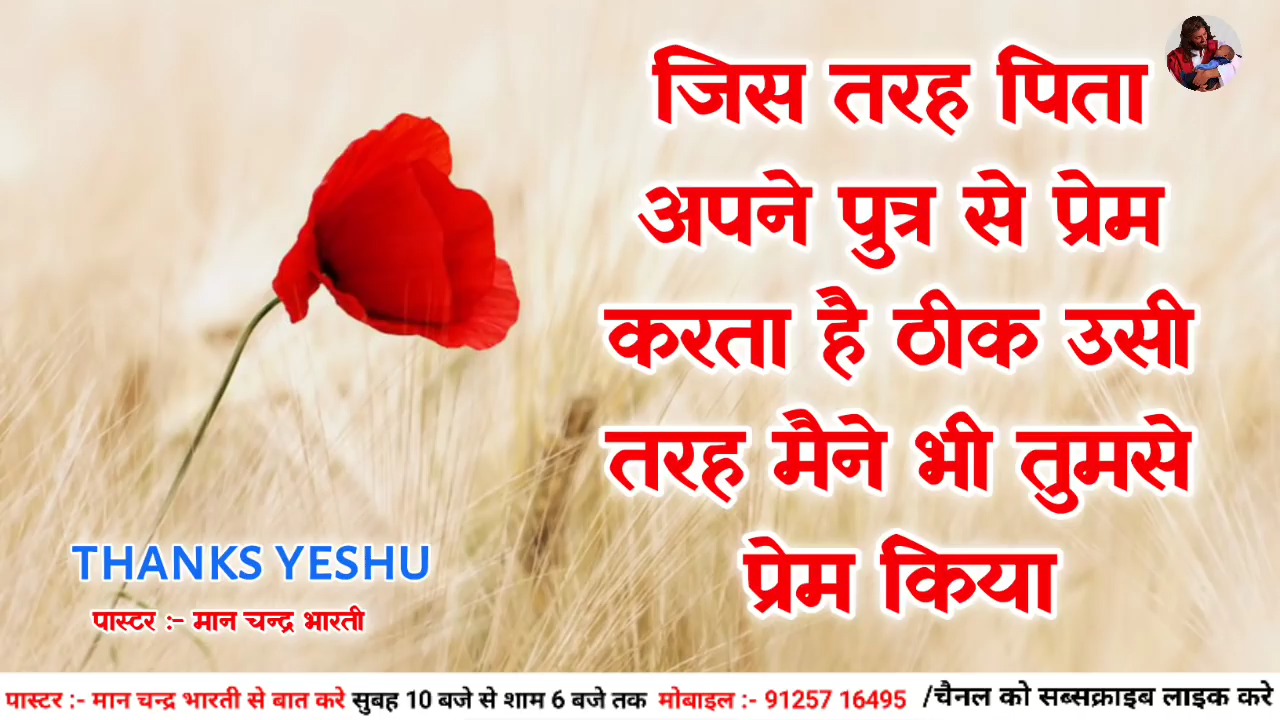 जिस तरह पिता
अपने पुत्र से प्रेम
करता है ठीक उसी
तरह मैने भी तुमसे
प्रेम किया
THANKS YESHU
पास्टर :- मान चन्द्र भारती
पास्टर :- मान चन्द्र भारती से बात करे सुबह 10 बजे से शाम 6 बजे तक मोबाइल :- 91257 16495 /चैनल को सब्सक्राइब लाइक करे